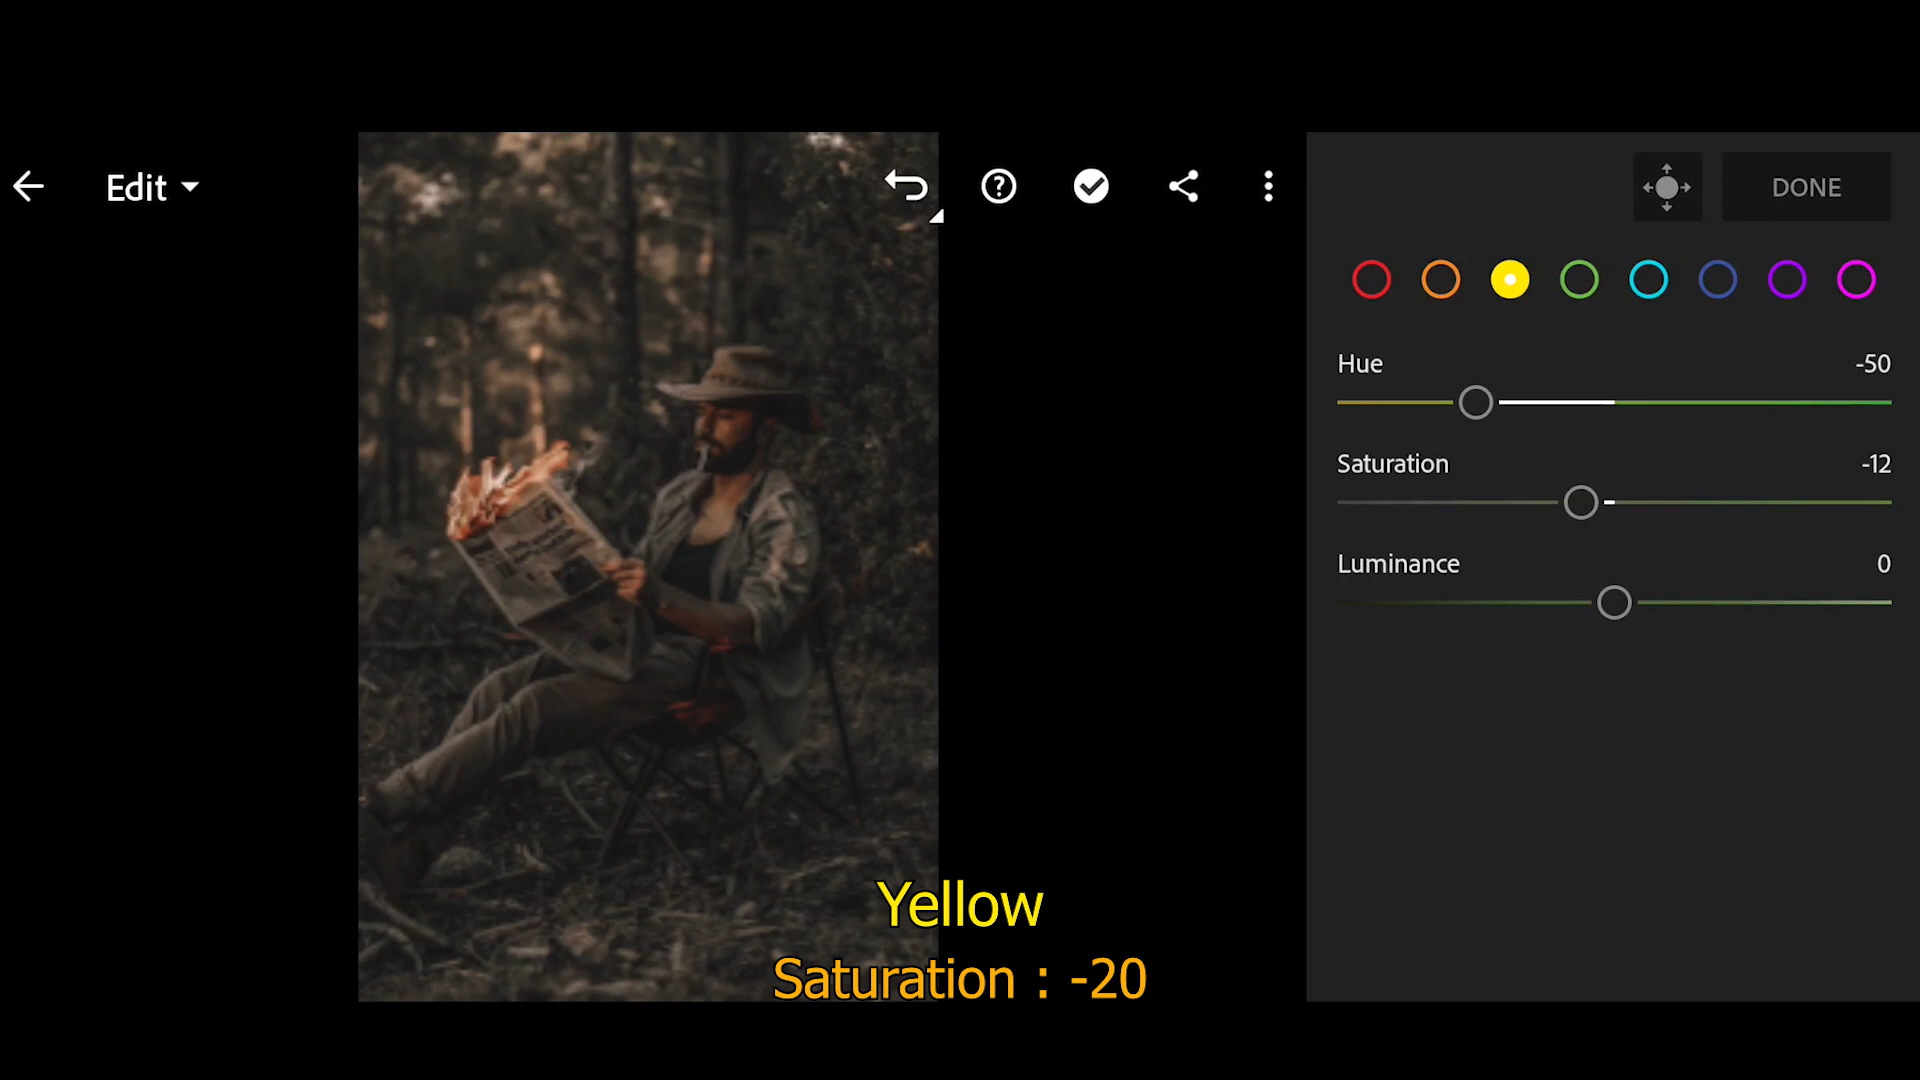 Edit
DONE
Hue -50
Saturation -12
Luminance 0
Yellow
Saturation : -20